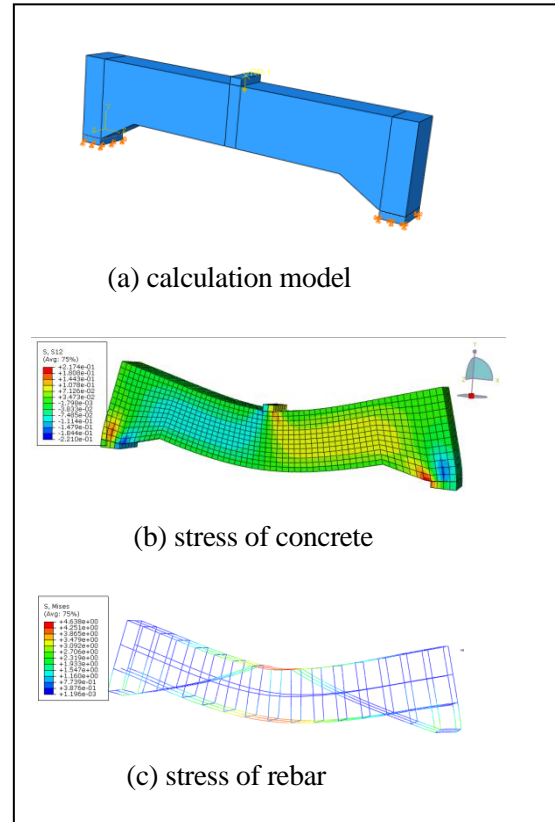 (a) calculation model
S, S12
(Avg: 75%)
+2.174e-01
+1.808e-01
+1.443e-01
+1.078e-01
+7.126e-02
+3.473e-02
-1.798e-03
-3.833e-02
-7.485e-02
-1.114e-01
-1.479e-01
-1.844e-01
-2.210e-01
Y
Z
X
(b) stress of concrete
S, Mises
(Avg: 75%)
+4.638e+00
+4.251e+00
+3.865e+00
+3.479e+00
+3.092e+00
+2.706e+00
+2.319e+00
+1.933e+00
+1.547e+00
+1.160e+00
+7.739e-01
+3.876e-01
+1.196e-03
(c) stress of rebar